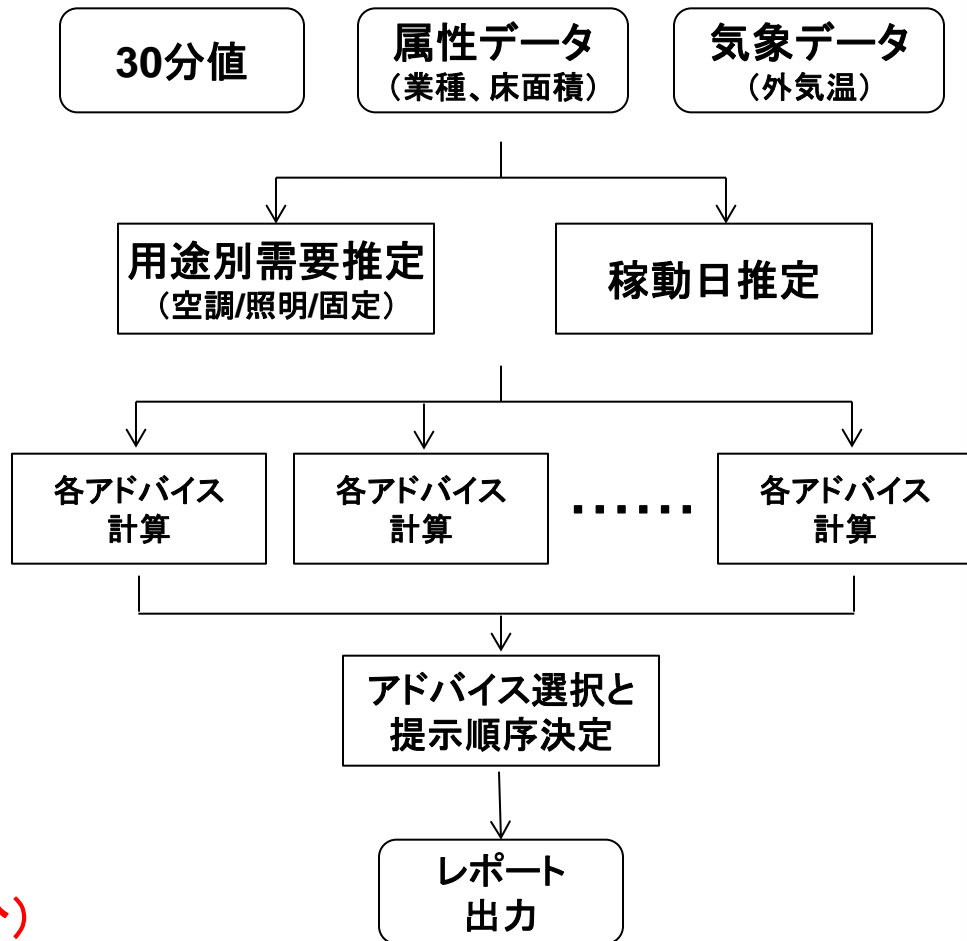 30分値
属性データ
（業種、床面積）
気象データ
（外気温）
用途別需要推定
（空調/照明/固定）
稼動日推定
各アドバイス
計算
各アドバイス
計算
･･････
各アドバイス
計算
アドバイス選択と
提示順序決定
レポート
出力
）